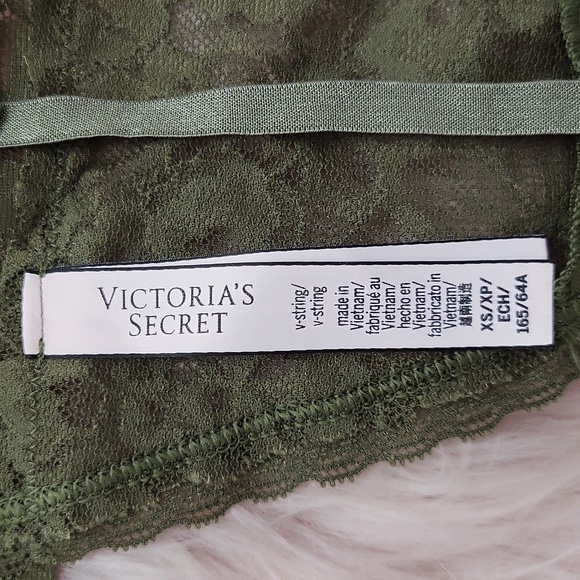 VICTORIA'S
SECRET
v-string/
v-string
made in
Vietnam/
fabriqué au
Vietnam/
hecho en
Vietnam/
fabbricato in
Vietnam/
越南制造
XS/XP/
ECH/
165/64A